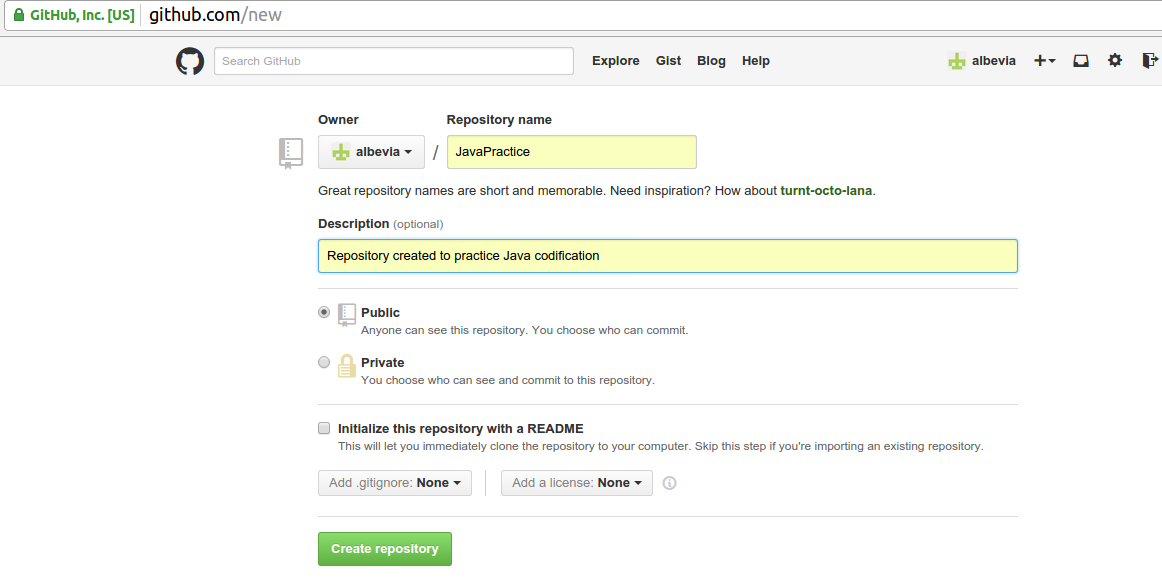 GitHub, Inc. [US] github.com/new
Search GitHub Explore Gist Blog Help albevia
Owner Repository name
albevia / JavaPractice
Great repository names are short and memorable. Need inspiration? How about turnt-octo-lana.
Description (optional)
Repository created to practice Java codification
Public
Anyone can see this repository. You choose who can commit.
Private
You choose who can see and commit to this repository.
Initialize this repository with a README
This will let you immediately clone the repository to your computer. Skip this step if you're importing an existing repository.
Add .gitignore: None Add a license: None
Create repository